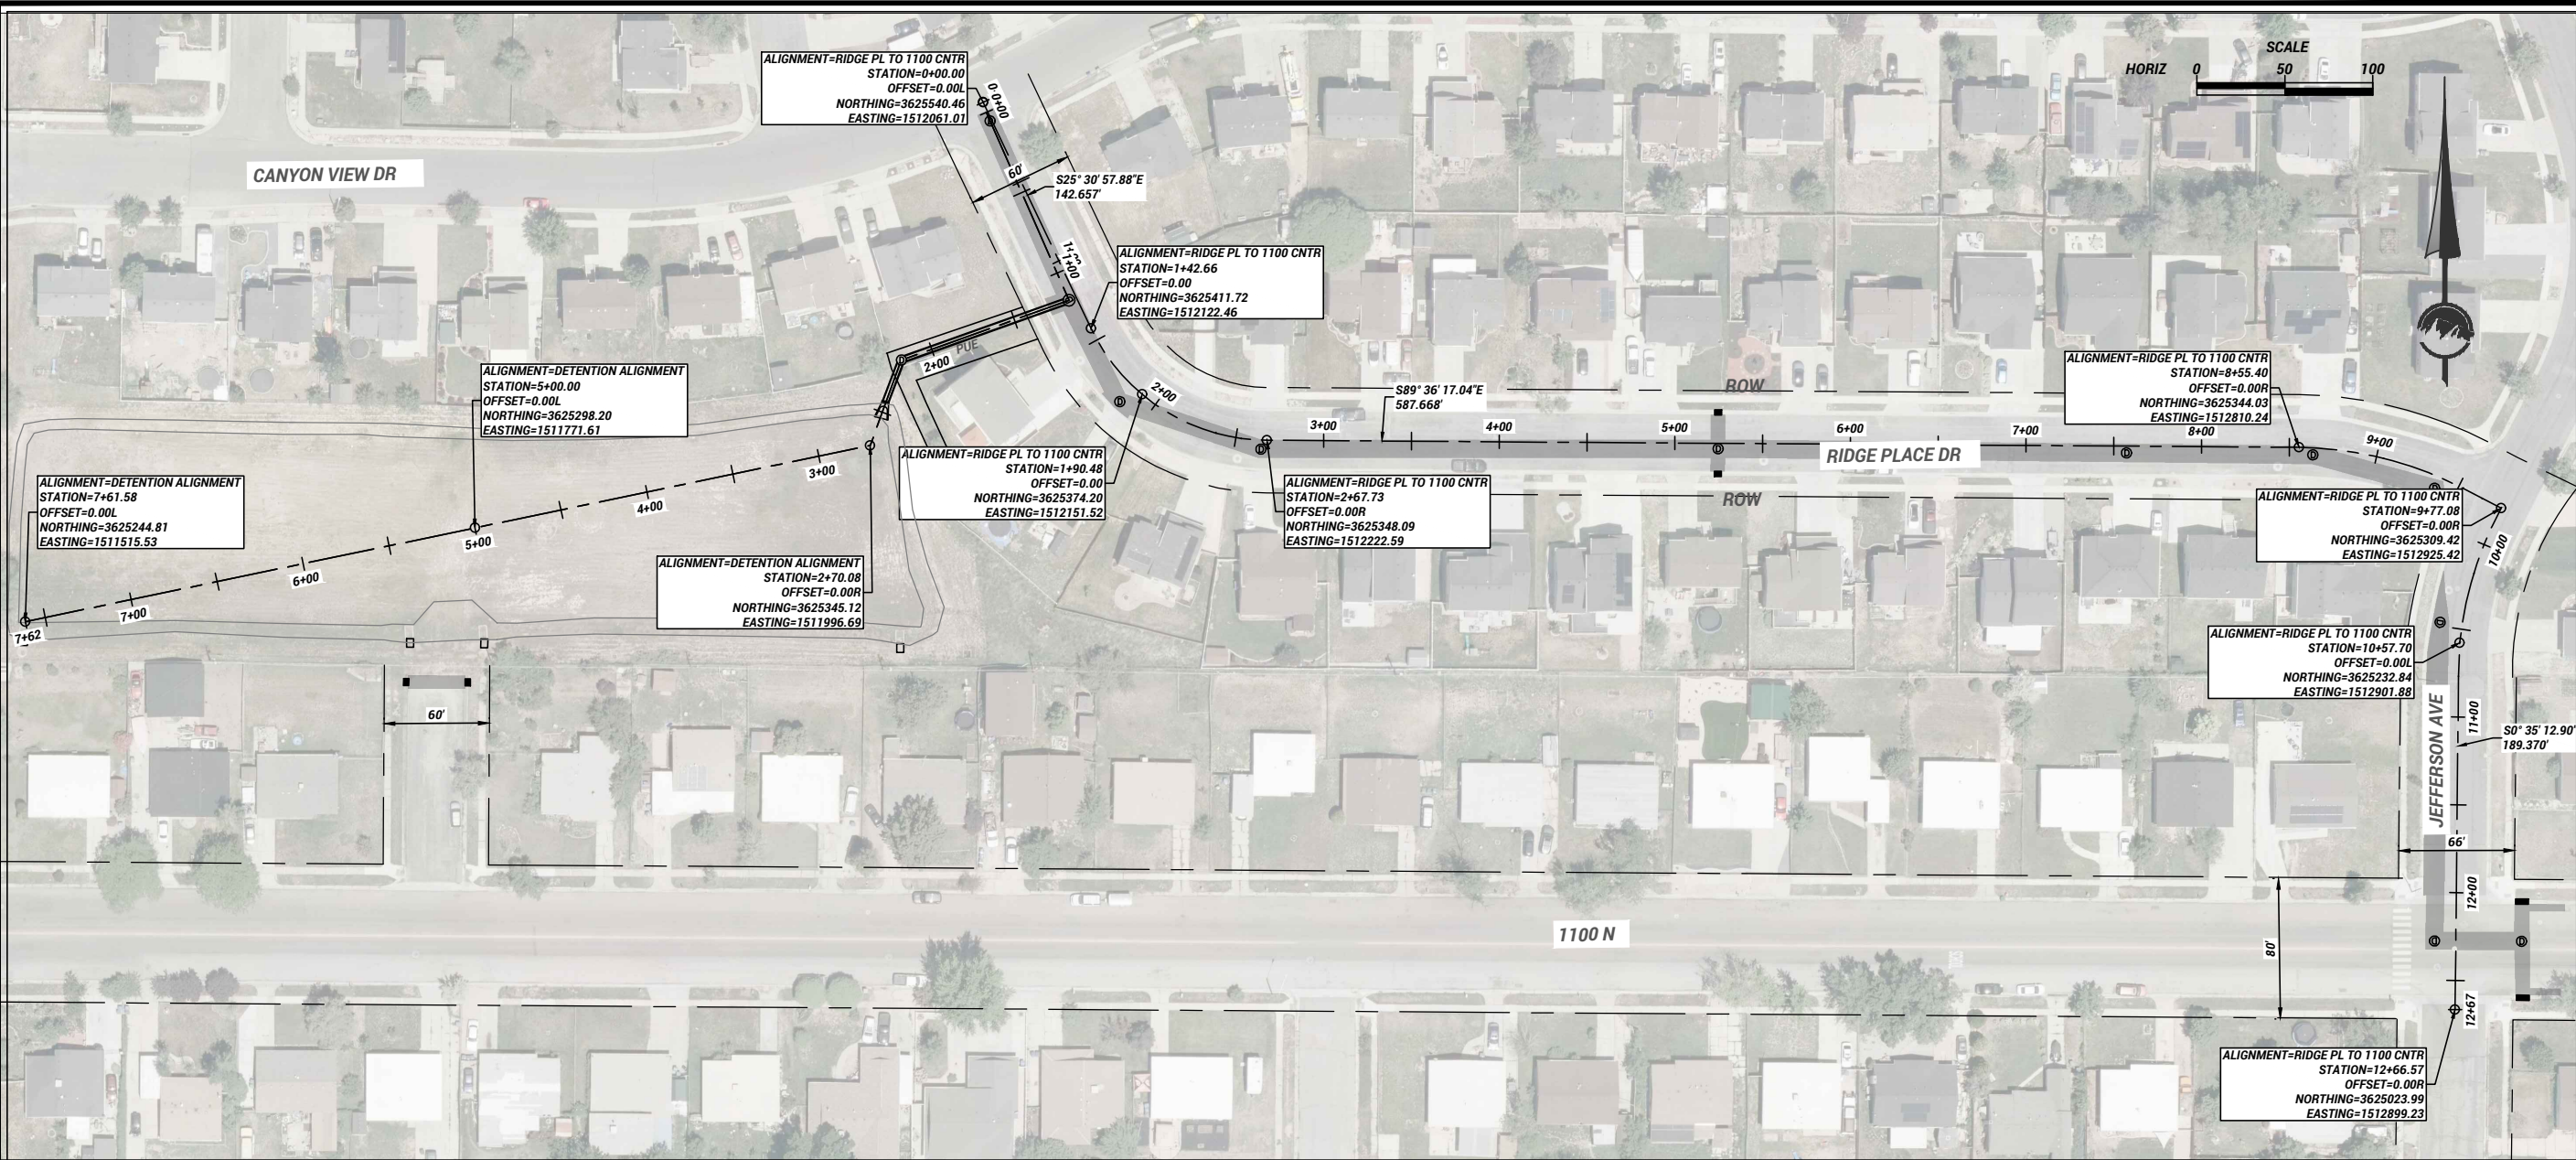 SCALE
HORIZ 0 50 100
ALIGNMENT=RIDGE PL TO 1100 CNTR
STATION=0+00.00
OFFSET=0.00L
NORTHING=3625540.46
EASTING=1512061.01
0+00
CANYON VIEW DR
60'
S25° 30' 57.88"E
142.657'
1+00
ALIGNMENT=RIDGE PL TO 1100 CNTR
STATION=1+42.66
OFFSET=0.00
NORTHING=3625411.72
EASTING=1512122.46
PUE
2+00
ALIGNMENT=DETENTION ALIGNMENT
STATION=5+00.00
OFFSET=0.00L
NORTHING=3625298.20
EASTING=1511771.61
2+00
S89° 36' 17.04"E
587.668'
ROW
ALIGNMENT=RIDGE PL TO 1100 CNTR
STATION=8+55.40
OFFSET=0.00R
NORTHING=3625344.03
EASTING=1512810.24
3+00
4+00
5+00
6+00
7+00
8+00
9+00
RIDGE PLACE DR
ALIGNMENT=RIDGE PL TO 1100 CNTR
STATION=1+90.48
OFFSET=0.00
NORTHING=3625374.20
EASTING=1512151.52
ALIGNMENT=RIDGE PL TO 1100 CNTR
STATION=2+67.73
OFFSET=0.00R
NORTHING=3625348.09
EASTING=1512222.59
ROW
ALIGNMENT=RIDGE PL TO 1100 CNTR
STATION=9+77.08
OFFSET=0.00R
NORTHING=3625309.42
EASTING=1512925.42
10+00
ALIGNMENT=DETENTION ALIGNMENT
STATION=7+61.58
OFFSET=0.00L
NORTHING=3625244.81
EASTING=1511515.53
3+00
4+00
5+00
6+00
7+00
7+62
ALIGNMENT=DETENTION ALIGNMENT
STATION=2+70.08
OFFSET=0.00R
NORTHING=3625345.12
EASTING=1511996.69
ALIGNMENT=RIDGE PL TO 1100 CNTR
STATION=10+57.70
OFFSET=0.00L
NORTHING=3625232.84
EASTING=1512901.88
60'
11+00
S0° 35' 12.90"
189.370'
JEFFERSON AVE
66'
12+00
1100 N
80'
12+67
ALIGNMENT=RIDGE PL TO 1100 CNTR
STATION=12+66.57
OFFSET=0.00R
NORTHING=3625023.99
EASTING=1512899.23